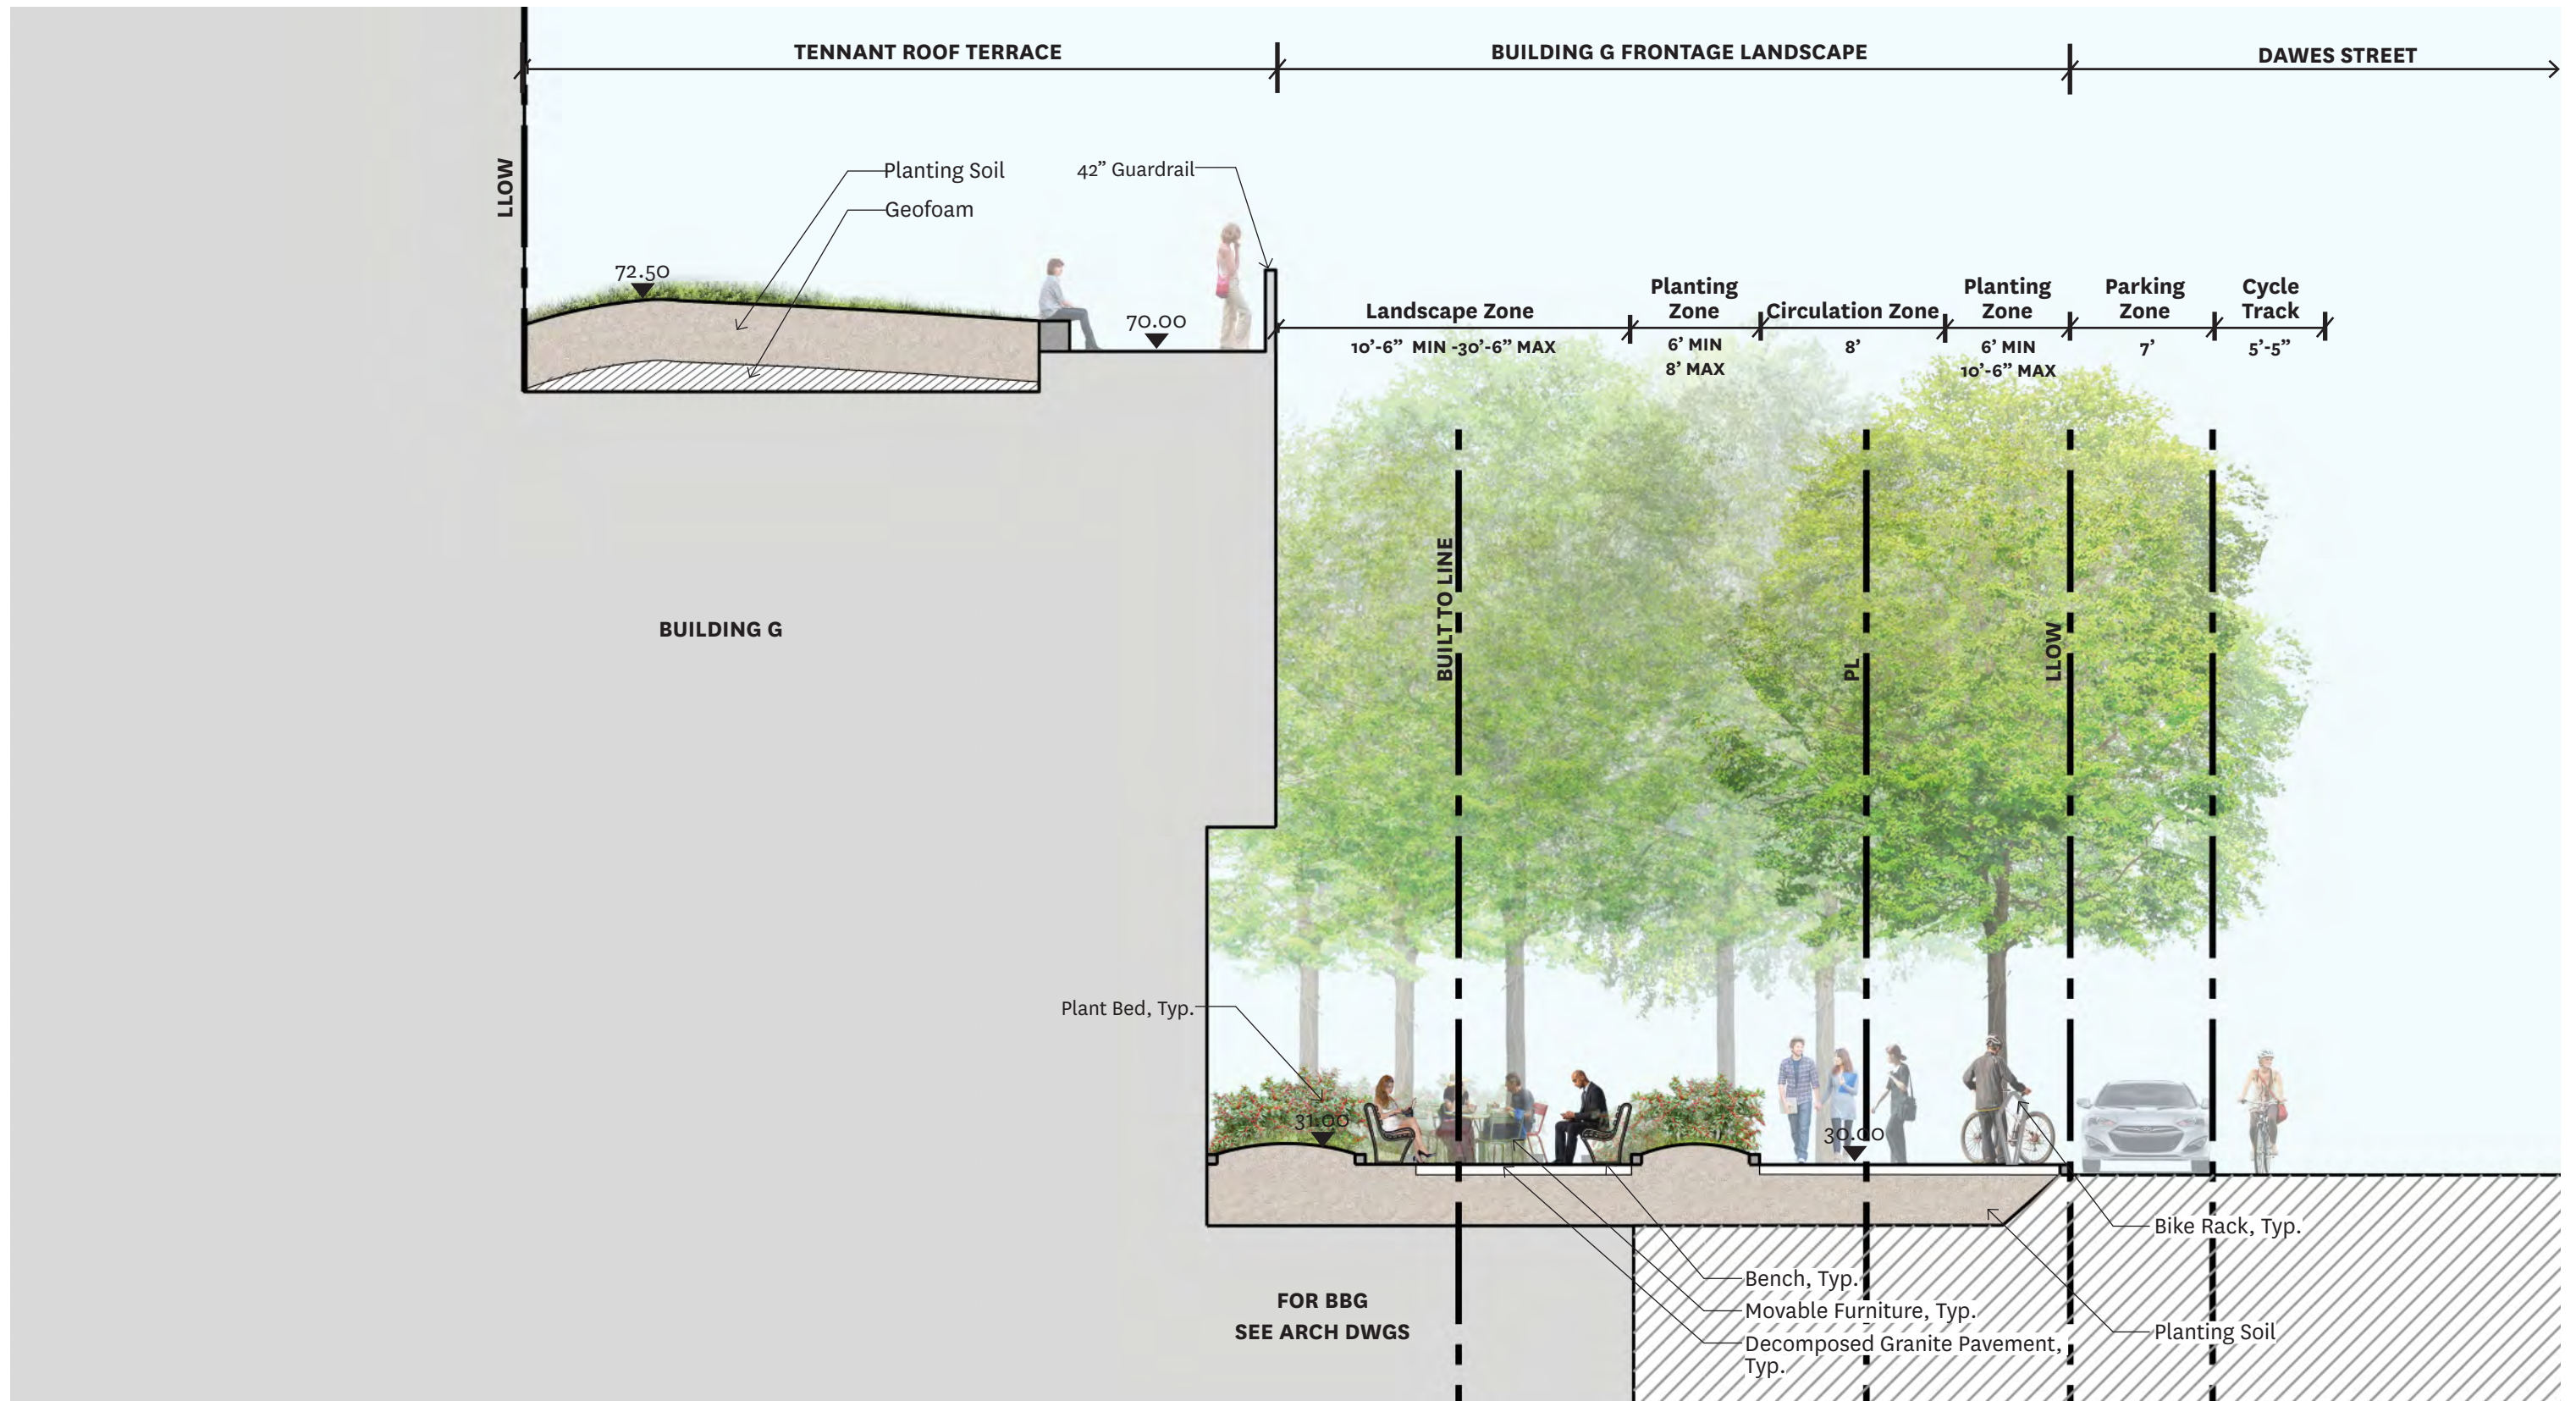 TENNANT ROOF TERRACE
BUILDING G FRONTAGE LANDSCAPE
DAWES STREET
LLOW
Planting Soil
Geofoam
42” Guardrail
72.50
70.00
Landscape Zone
10’-6” MIN -30’-6” MAX
Planting
Zone
6’ MIN
8’ MAX
Circulation Zone
8’
Planting
Zone
6’ MIN
10’-6” MAX
Parking
Zone
7’
Cycle
Track
5’-5”
BUILDING G
BUILT TO LINE
PL
LLOW
Plant Bed, Typ.
31.00
30.00
FOR BBG
SEE ARCH DWGS
Bench, Typ.
Movable Furniture, Typ.
Decomposed Granite Pavement,
Typ.
Bike Rack, Typ.
Planting Soil